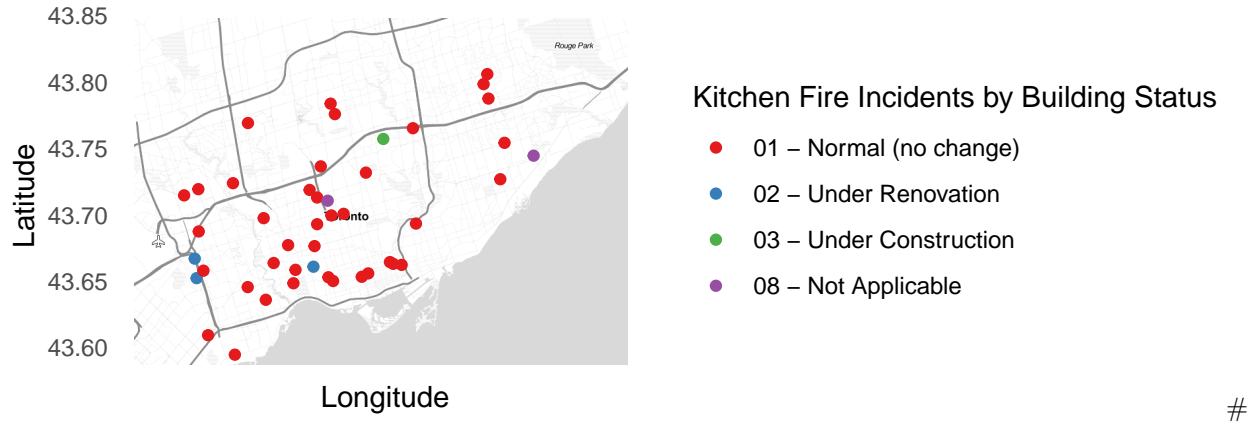 43.85
43.80
43.75
43.70
43.65
43.60
Latitude
Longitude
Rouge Park
Toronto
Kitchen Fire Incidents by Building Status
01 – Normal (no change)
02 – Under Renovation
03 – Under Construction
08 – Not Applicable
#